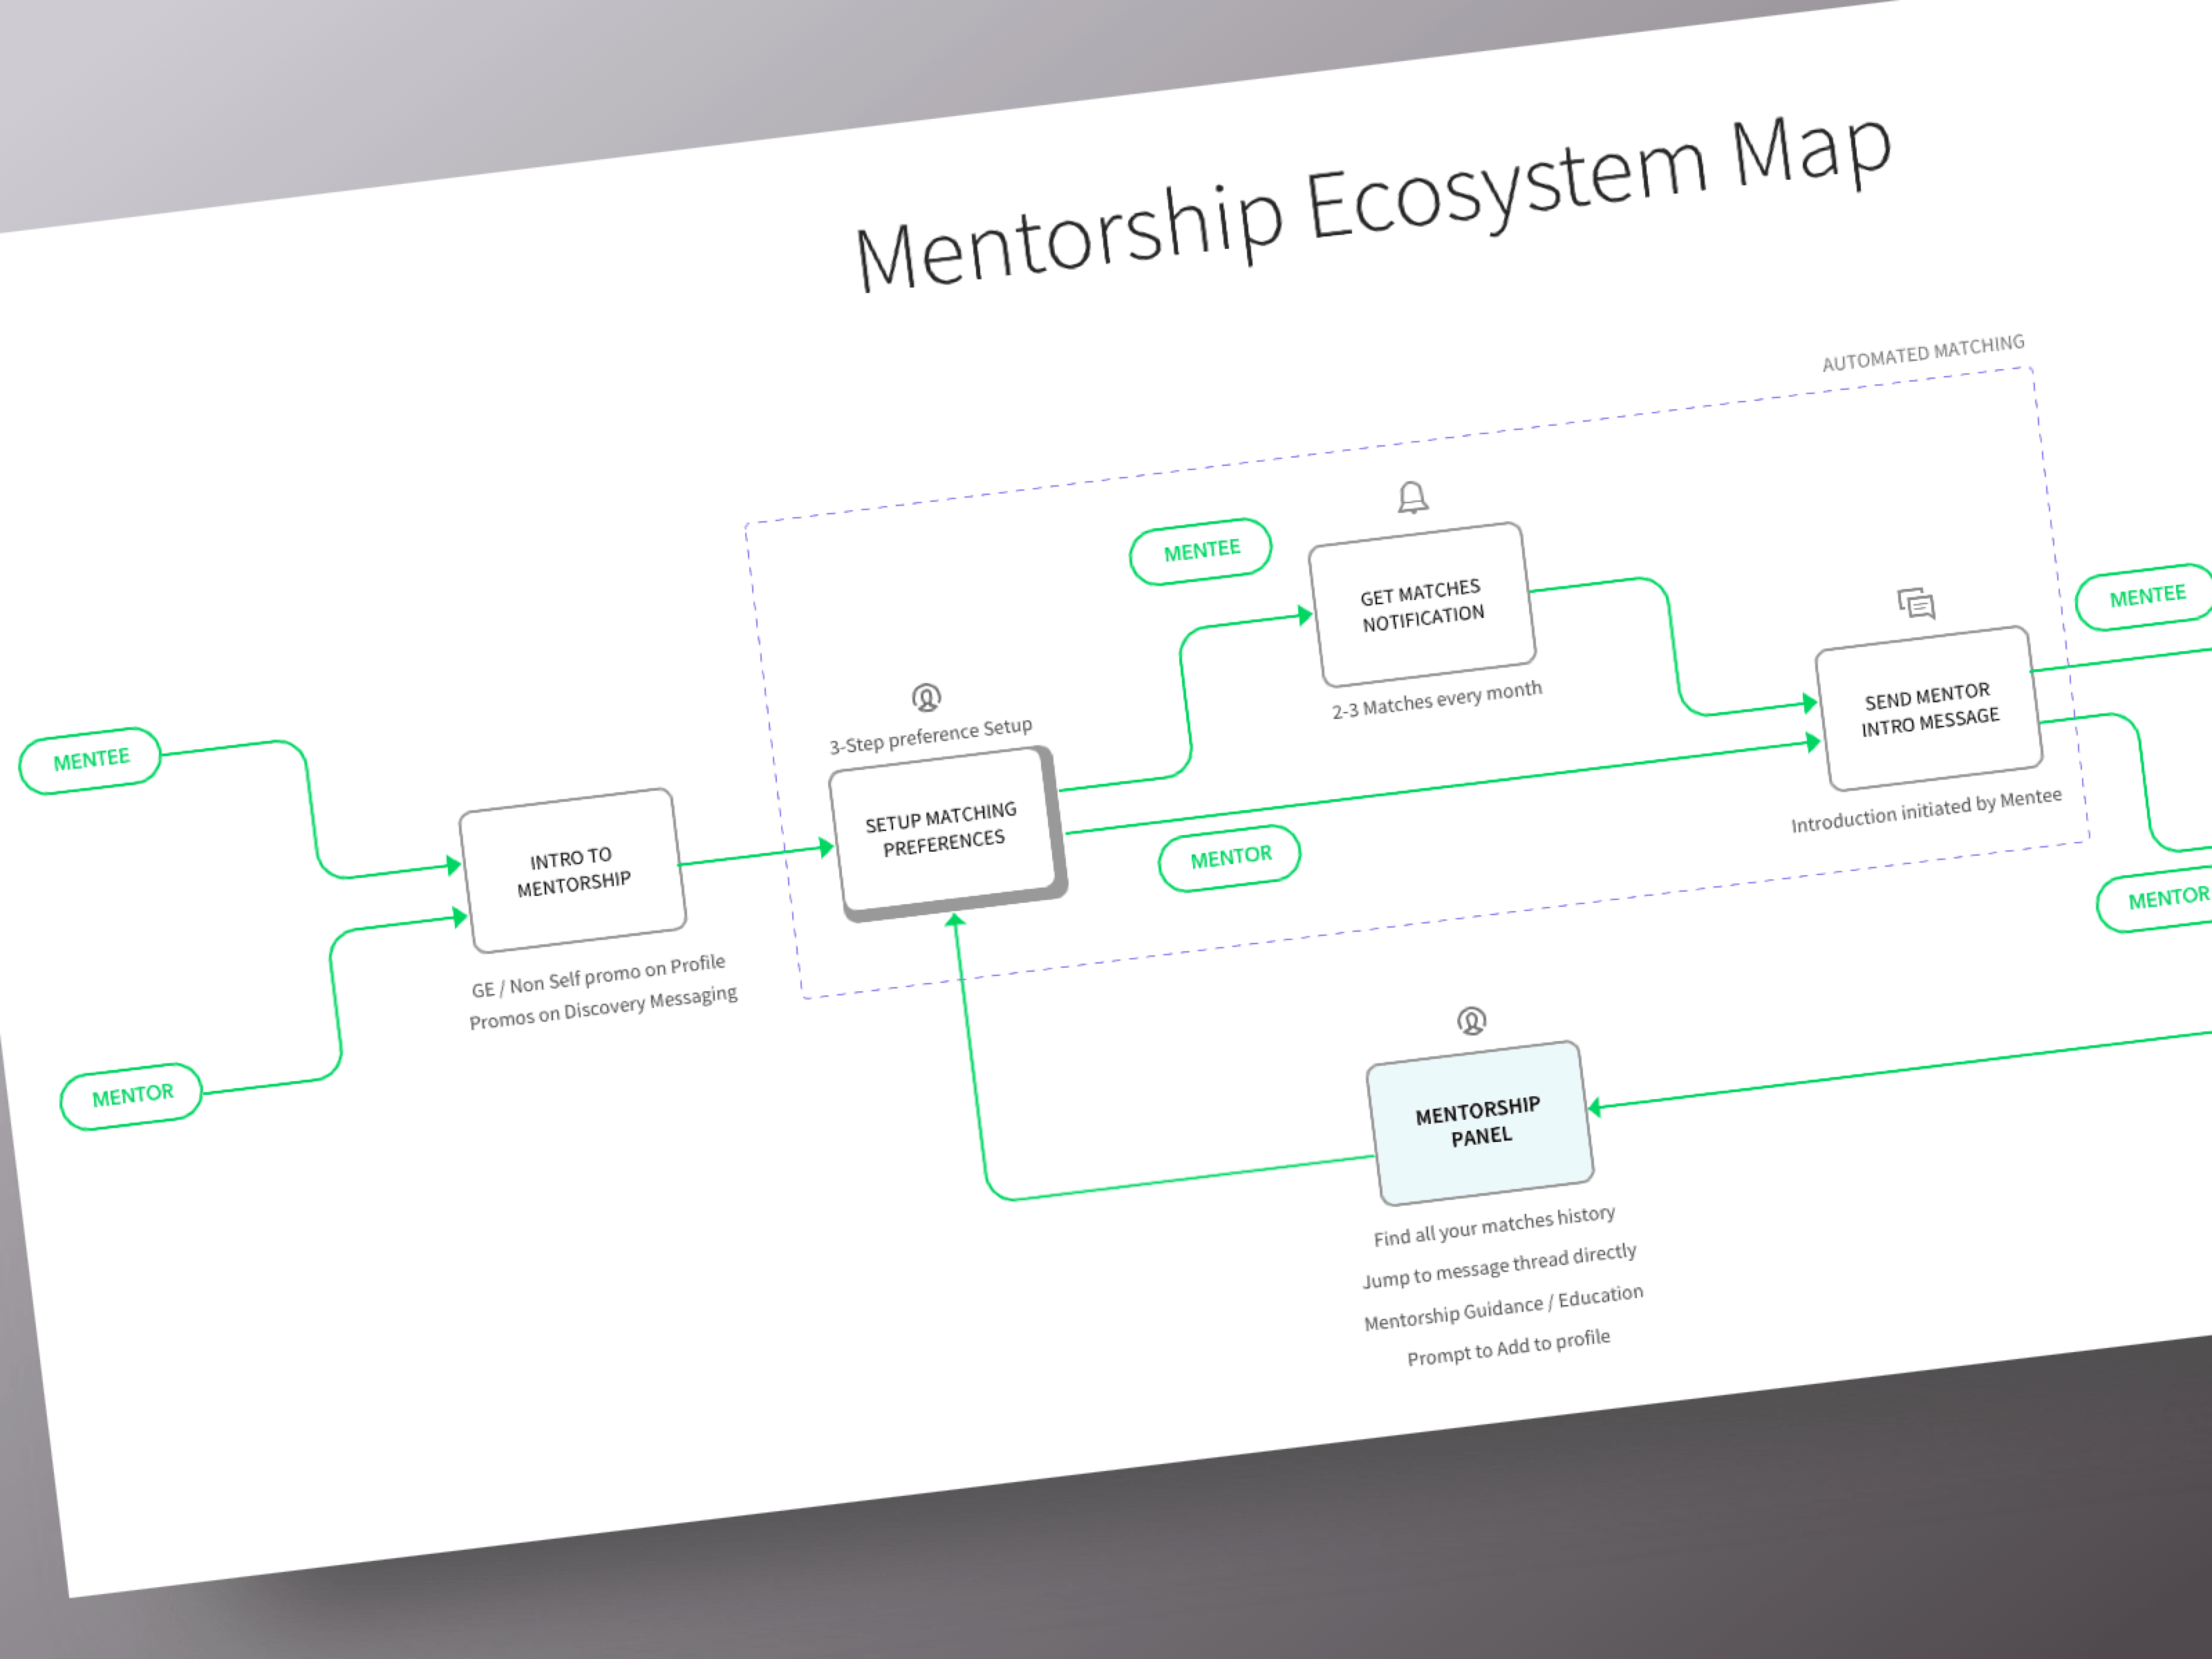 Mentorship Ecosystem Map
AUTOMATED MATCHING
MENTEE
GET MATCHES
NOTIFICATION
2-3 Matches every month
MENTEE
SEND MENTOR
INTRO MESSAGE
Introduction initiated by Mentee
3-Step preference Setup
SETUP MATCHING
PREFERENCES
MENTEE
INTRO TO
MENTORSHIP
GE / Non Self promo on Profile
Promos on Discovery Messaging
MENTOR
MENTOR
MENTOR
MENTORSHIP
PANEL
Find all your matches history
Jump to message thread directly
Mentorship Guidance / Education
Prompt to Add to profile